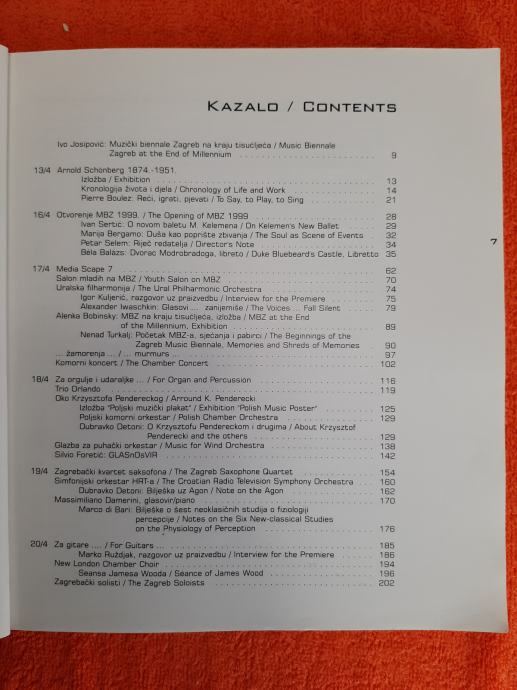 KAZALO / CONTENTS
Ivo Josipović: Muzički biennale Zagreb na kraju tisućljeća / Music Biennale
Zagreb at the End of Millennium 9
13/4 Arnold Schönberg 1874.-1951.
Izložba / Exhibition 13
Kronologija života i djela / Chronology of Life and Work 14
Pierre Boulez: Reći, igrati, pjevati / To Say, to Play, to Sing 21
16/4 Otvorenje MBZ 1999. / The Opening of MBZ 1999 28
Ivan Sertić: O novom baletu M. Kelemena / On Kelemen's New Ballet 29
Marija Bergamo: Duša kao poprište zbivanja / The Soul as Scene of Events 32
Petar Selem: Riječ redatelja / Director's Note 34
Béla Balázs: Dvorac Modrobradoga, libreto / Duke Bluebeard's Castle, Libretto 35
7
17/4 Media Scape 7 62
Salon mladih na MBZ / Youth Salon on MBZ 70
Uralska filharmonija / The Ural Philharmonic Orchestra 74
Igor Kuljerić, razgovor uz praizvedbu / Interview for the Premiere 75
Alexander Iwaschkin: Glasovi ... zanijemiše / The Voices ... Fall Silent 79
Alenka Bobinsky: MBZ na kraju tisućljeća, izložba / MBZ at the End
of the Millennium, Exhibition 89
Nenad Turkalj: Početak MBZ-a, sjećanja i pabirci / The Beginnings of the
Zagreb Music Biennale, Memories and Shreds of Memories 90
... žamorenja ... / ... murmurs ... 97
Komorni koncert / The Chamber Concert 102
18/4 Za orgulje i udaraljke ... / For Organ and Percussion 116
Trio Orlando 119
Oko Krzysztofa Pendereckog / Arround K. Penderecki
Izložba "Poljski muzički plakat" / Exhibition "Polish Music Poster" 125
Poljski komorni orkestar / Polish Chamber Orchestra 129
Dubravko Detoni: O Krzysztofu Pendereckom i drugima / About Krzysztof
Penderecki and the others 129
Glazba za puhački orkestar / Music for Wind Orchestra 138
Silvio Foretić: GLASnOsVIR 142
19/4 Zagrebački kvartet saksofona / The Zagreb Saxophone Quartet 154
Simfonijski orkestar HRT-a / The Croatian Radio Television Symphony Orchestra 160
Dubravko Detoni: Bilješka uz Agon / Note on the Agon 162
Massimiliano Damerini, glasovir/piano 170
Marco di Bari: Bilješke o šest neoklasičnih studija o fiziologiji
percepcije / Notes on the Six New-classical Studies
on the Physiology of Perception 176
20/4 Za gitare .... / For Guitars ... 185
Marko Ruždjak, razgovor uz praizvedbu / Interview for the Premiere 186
New London Chamber Choir 194
Seansa Jamesa Wooda / Séance of James Wood 196
Zagrebački solisti / The Zagreb Soloists 202